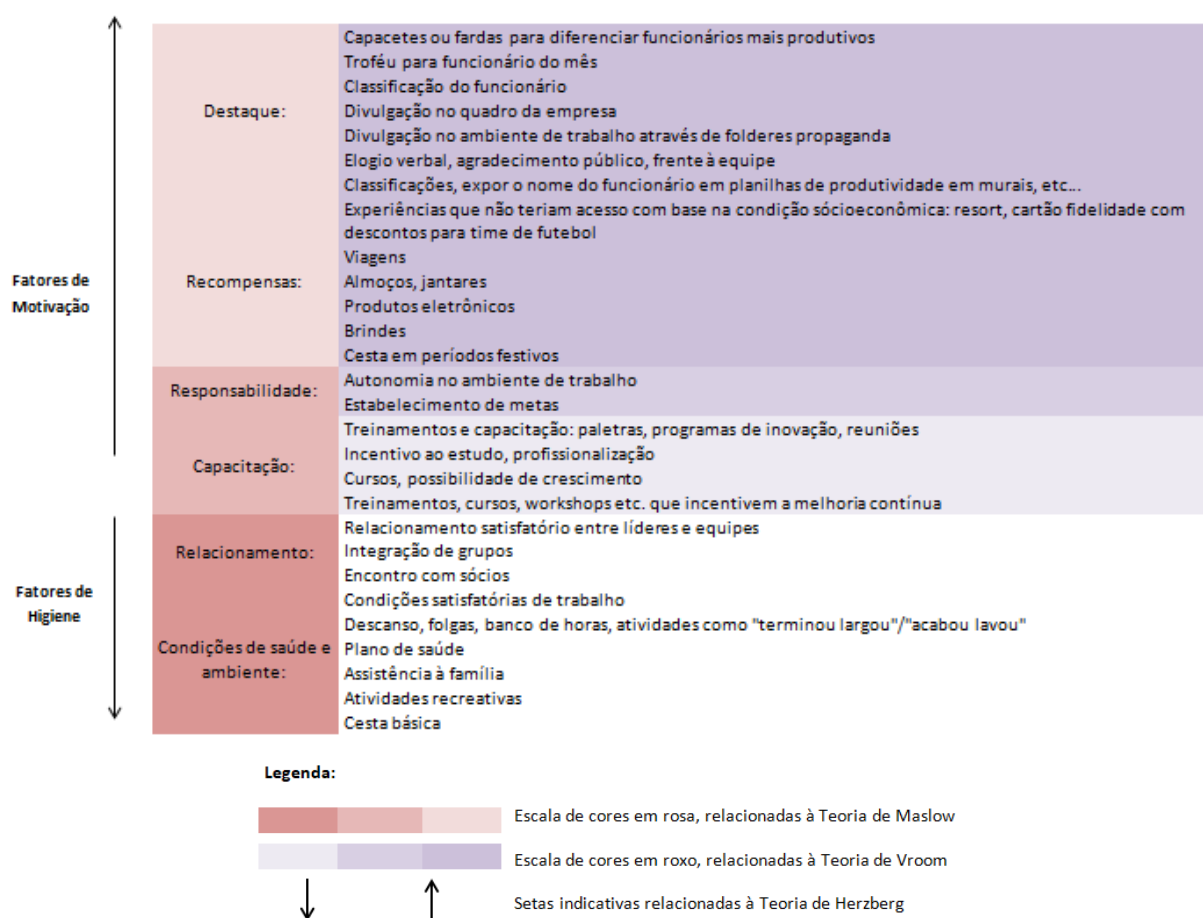 Capacetes ou fardas para diferenciar funcionários mais produtivos
Troféu para funcionário do mês
Classificação do funcionário
Destaque:
Divulgação no quadro da empresa
Divulgação no ambiente de trabalho através de folderes propaganda
Elogio verbal, agradecimento público, frente à equipe
Classificações, expor o nome do funcionário em planilhas de produtividade em murais, etc...
Experiências que não teriam acesso com base na condição sócioeconômica: resort, cartão fidelidade com
descontos para time de futebol
Viagens
Fatores de
Motivação
Recompensas:
Almoços, jantares
Produtos eletrônicos
Brindes
Cesta em períodos festivos
Responsabilidade:
Autonomia no ambiente de trabalho
Estabelecimento de metas
Treinamentos e capacitação: paletras, programas de inovação, reuniões
Capacitação:
Incentivo ao estudo, profissionalização
Cursos, possibilidade de crescimento
Treinamentos, cursos, workshops etc. que incentivem a melhoria contínua
Relacionamento satisfatório entre líderes e equipes
Relacionamento:
Integração de grupos
Encontro com sócios
Fatores de
Higiene
Condições satisfatórias de trabalho
Descanso, folgas, banco de horas, atividades como "terminou largou"/"acabou lavou"
Condições de saúde e
ambiente:
Plano de saúde
Assistência à família
Atividades recreativas
Cesta básica
Legenda:
Escala de cores em rosa, relacionadas à Teoria de Maslow
Escala de cores em roxo, relacionadas à Teoria de Vroom
Setas indicativas relacionadas à Teoria de Herzberg